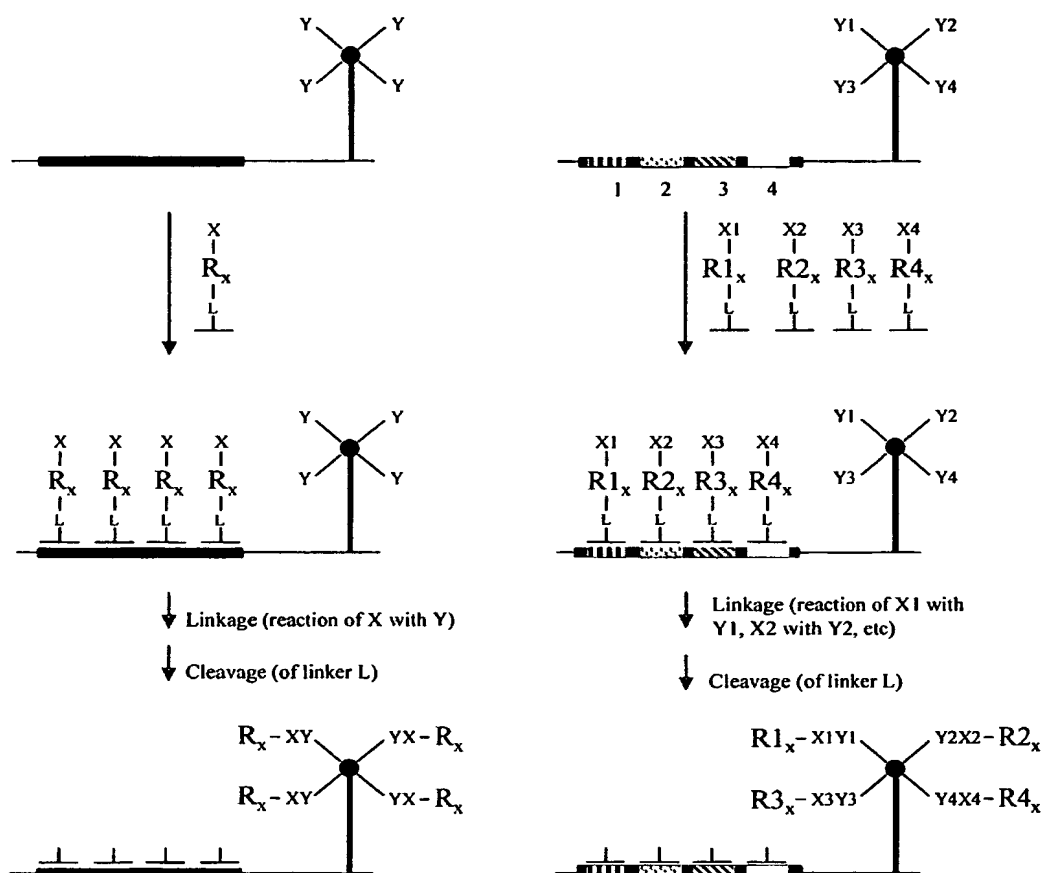 Y Y Y1 Y2
Y Y Y3 Y4
1 2 3 4
X X1 X2 X3 X4
Rx R1x R2x R3x R4x
L L L L L
Y Y Y1 Y2
X X X X X1 X2 X3 X4
Y Y Y3 Y4
Rx Rx Rx Rx R1x R2x R3x R4x
L L L L L L L L
Linkage (reaction of X with Y)
Linkage (reaction of X1 with
Y1, X2 with Y2, etc)
Cleavage (of linker L)
Cleavage (of linker L)
Rx-XY YX-Rx R1x-X1Y1 Y2X2-R2x
Rx-XY YX-Rx R3x-X3Y3 Y4X4-R4x